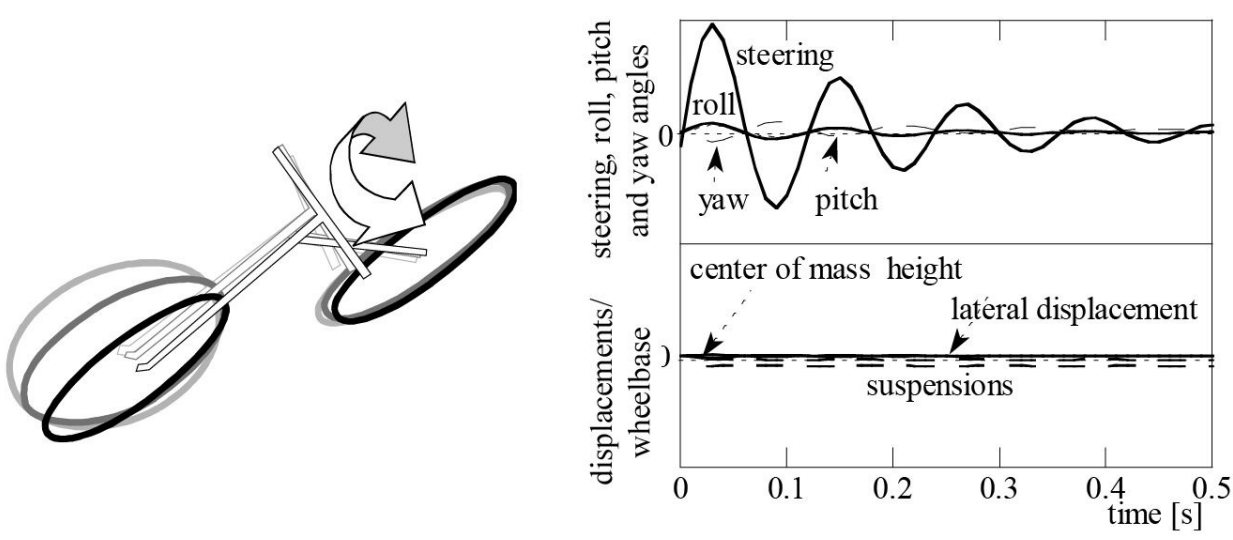 steering, roll, pitch
and yaw angles
0
steering
roll
yaw
pitch
displacements/
wheelbase
)
center of mass height
lateral displacement
suspensions
0
0.1
0.2
0.3
0.4
0.5
time [s]